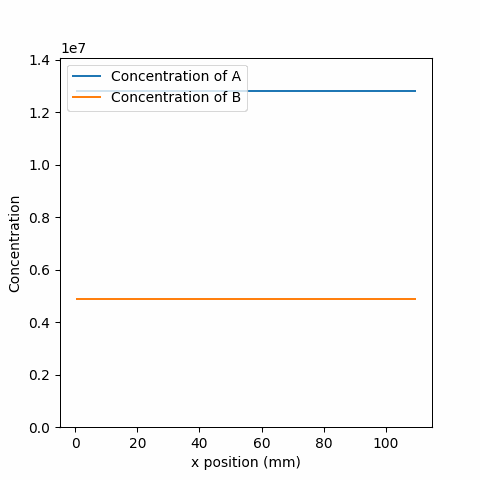 1e7
1.4
1.2
1.0
0.8
0.6
0.4
0.2
0.0
Concentration
Concentration of A
Concentration of B
0 20 40 60 80 100
x position (mm)